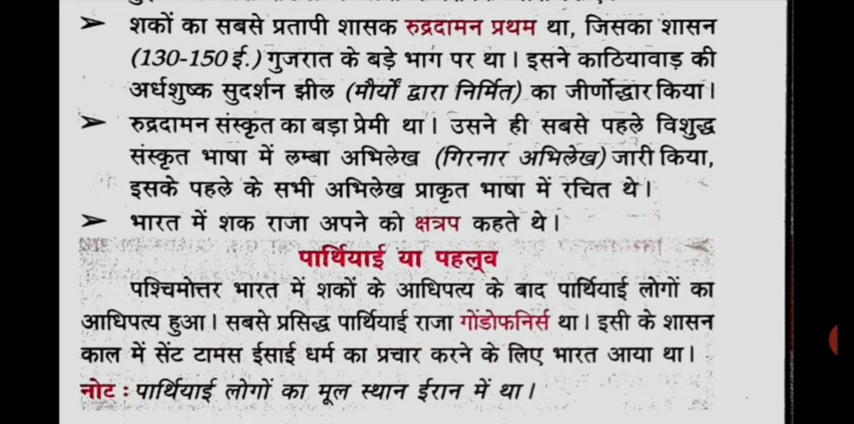 ➢ शकों का सबसे प्रतापी शासक रुद्रदामन प्रथम था, जिसका शासन
(130-150 ई.) गुजरात के बड़े भाग पर था। इसने काठियावाड़ की
अर्धशुष्क सुदर्शन झील (मौर्यों द्वारा निर्मित) का जीर्णोद्धार किया।
➢ रुद्रदामन संस्कृत का बड़ा प्रेमी था। उसने ही सबसे पहले विशुद्ध
संस्कृत भाषा में लम्बा अभिलेख (गिरनार अभिलेख) जारी किया,
इसके पहले के सभी अभिलेख प्राकृत भाषा में रचित थे।
➢ भारत में शक राजा अपने को क्षत्रप कहते थे।
पार्थियाई या पहलव
पश्चिमोत्तर भारत में शकों के आधिपत्य के बाद पार्थियाई लोगों का
आधिपत्य हुआ। सबसे प्रसिद्ध पार्थियाई राजा गोंडोफनिर्स था। इसी के शासन
काल में सेंट टामस ईसाई धर्म का प्रचार करने के लिए भारत आया था।
नोट : पार्थियाई लोगों का मूल स्थान ईरान में था।